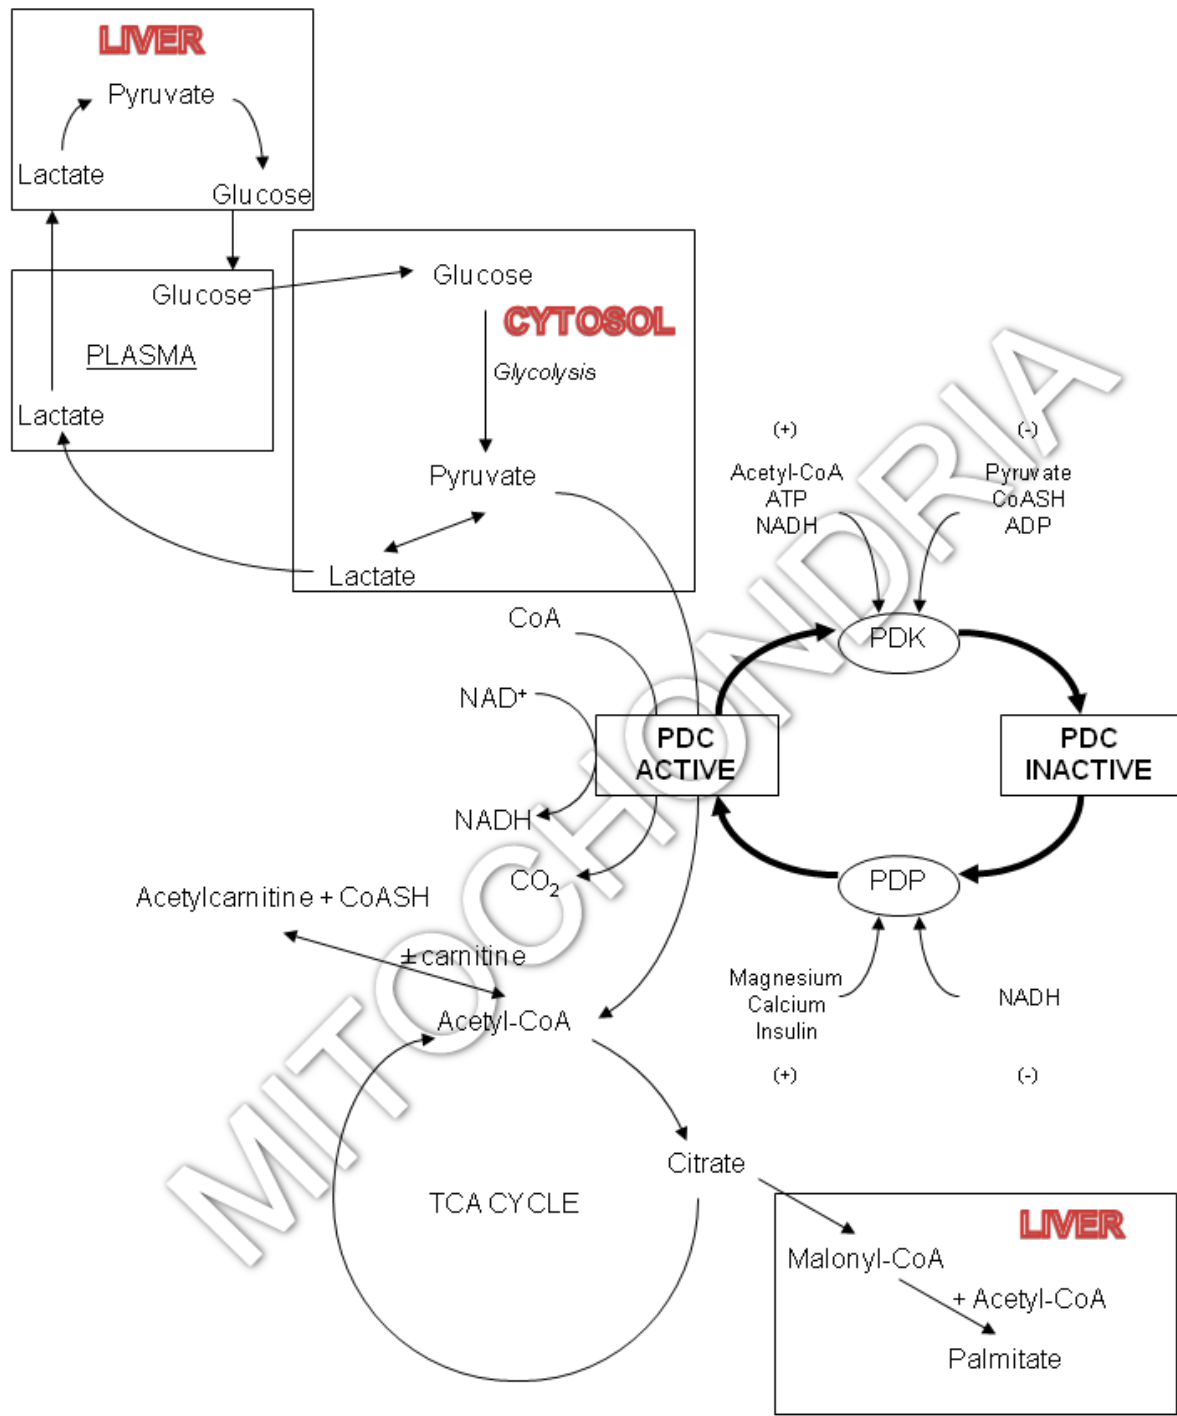 LIVER
Pyruvate
Lactate
Glucose
Glucose
PLASMA
Lactate
Glucose
CYTOSOL
Glycolysis
Pyruvate
Lactate
MITOCHONDRIA
(+)
Acetyl-CoA
ATP
NADH
(-)
Pyruvate
CoASH
ADP
PDK
CoA
NAD⁺
PDC
ACTIVE
PDC
INACTIVE
NADH
CO₂
PDP
Acetylcarnitine + CoASH
± carnitine
Acetyl-CoA
Magnesium
Calcium
Insulin
(+)
NADH
(-)
Citrate
TCA CYCLE
LIVER
Malonyl-CoA
+ Acetyl-CoA
Palmitate